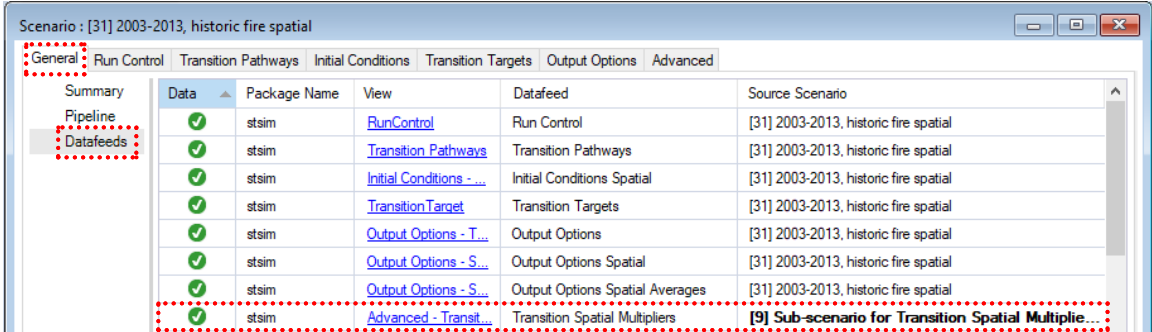 Scenario : [31] 2003-2013, historic fire spatial
General Run Control Transition Pathways Initial Conditions Transition Targets Output Options Advanced
Summary
Pipeline
Datafeeds
Data Package Name View Datafeed Source Scenario
stsim RunControl Run Control [31] 2003-2013, historic fire spatial
stsim Transition Pathways Transition Pathways [31] 2003-2013, historic fire spatial
stsim Initial Conditions - ... Initial Conditions Spatial [31] 2003-2013, historic fire spatial
stsim TransitionTarget Transition Targets [31] 2003-2013, historic fire spatial
stsim Output Options - T... Output Options [31] 2003-2013, historic fire spatial
stsim Output Options - S... Output Options Spatial [31] 2003-2013, historic fire spatial
stsim Output Options - S... Output Options Spatial Averages [31] 2003-2013, historic fire spatial
stsim Advanced - Transit... Transition Spatial Multipliers [9] Sub-scenario for Transition Spatial Multiplie...